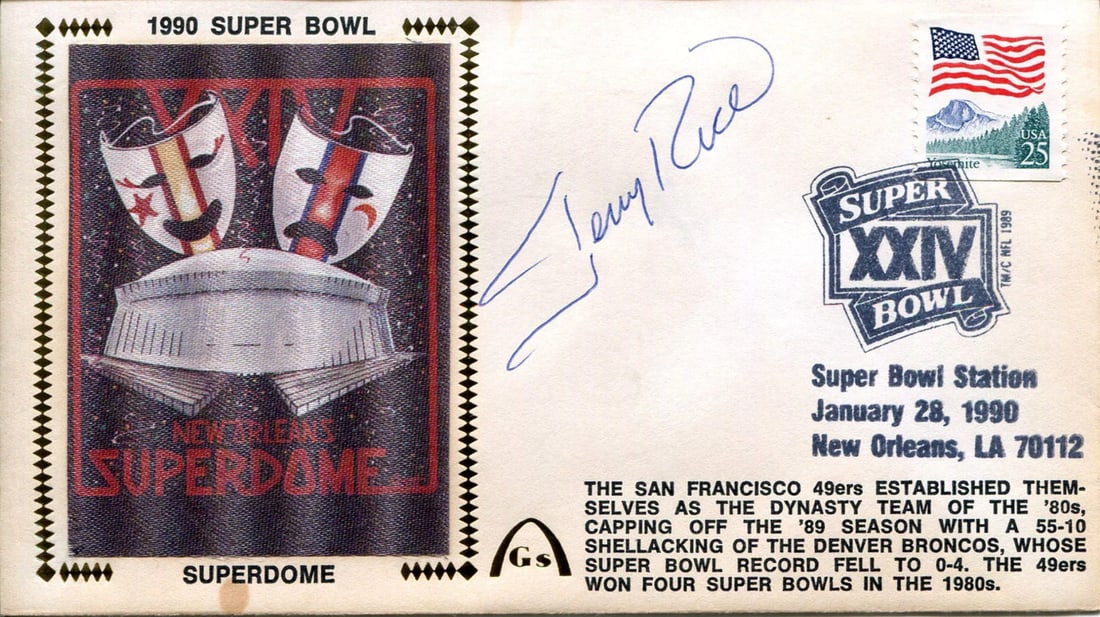 1990 SUPER BOWL
XXIV
NEW ORLEANS
SUPERDOME
SUPERDOME
Jerry Rice
USA
25
Yosemite
SUPER
XXIV
BOWL
TM/© NFL 1989
Super Bowl Station
January 28, 1990
New Orleans, LA 70112
Gs
THE SAN FRANCISCO 49ers ESTABLISHED THEM-
SELVES AS THE DYNASTY TEAM OF THE '80s,
CAPPING OFF THE '89 SEASON WITH A 55-10
SHELLACKING OF THE DENVER BRONCOS, WHOSE
SUPER BOWL RECORD FELL TO 0-4. THE 49ers
WON FOUR SUPER BOWLS IN THE 1980s.